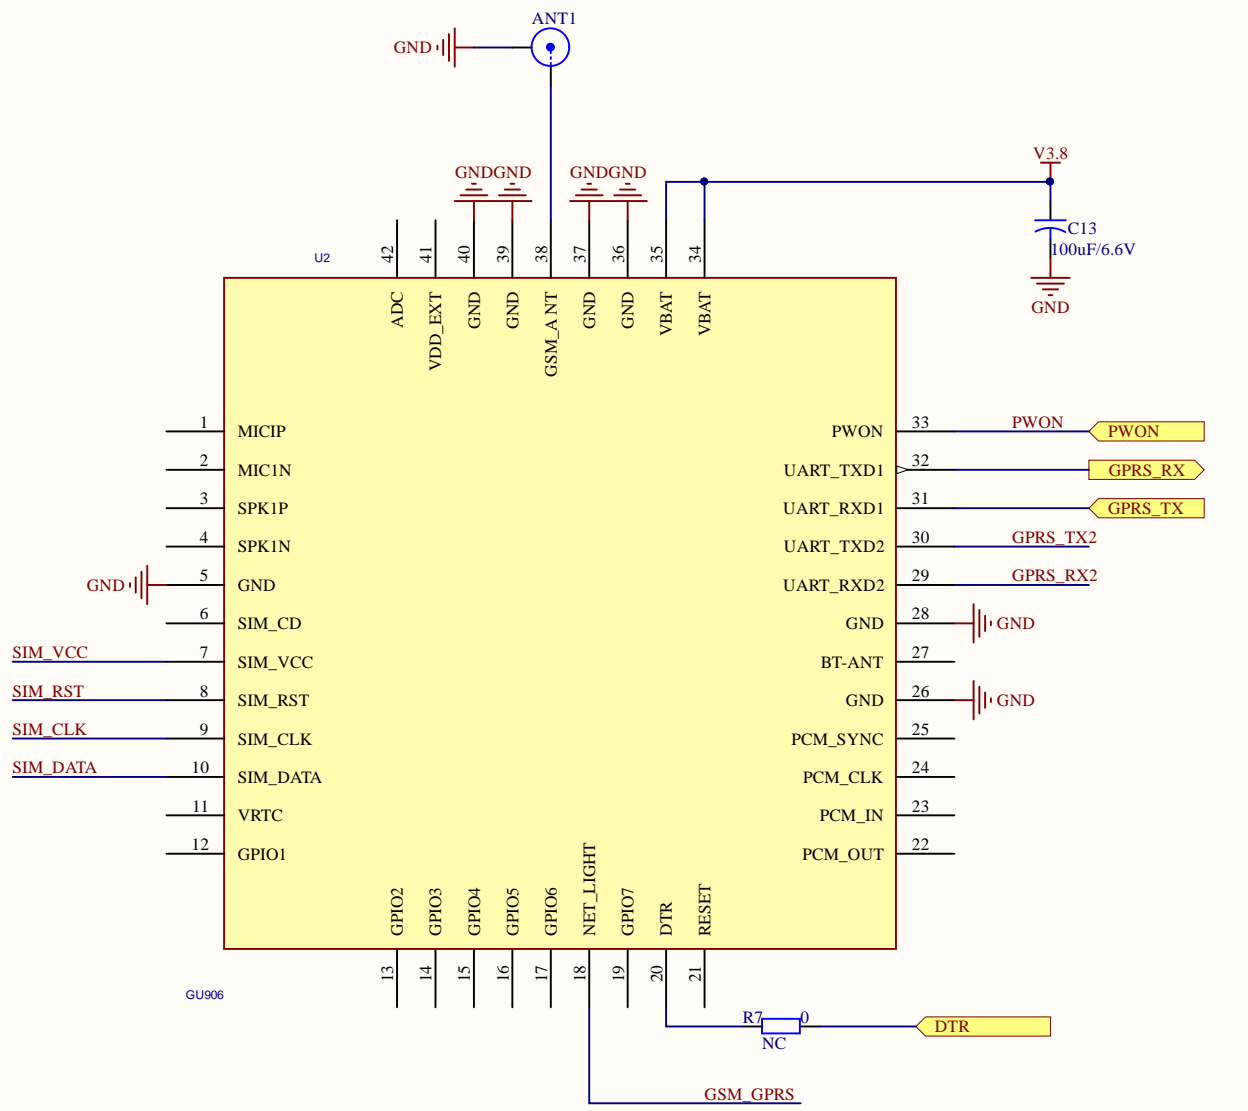 ANT1
GND
V3.8
GNDGND GNDGND
C13
100uF/6.6V
GND
U2
42 41 40 39 38 37 36 35 34
ADC VDD_EXT GND GND GSM_A NT GND GND VBAT VBAT
1 MICIP PWON 33 PWON PWON
2 MIC1N UART_TXD1 32 GPRS_RX
3 SPK1P UART_RXD1 31 GPRS_TX
4 SPK1N UART_TXD2 30 GPRS_TX2
GND 5 GND UART_RXD2 29 GPRS_RX2
6 SIM_CD GND 28 GND
SIM_VCC 7 SIM_VCC BT-ANT 27
SIM_RST 8 SIM_RST GND 26 GND
SIM_CLK 9 SIM_CLK PCM_SYNC 25
SIM_DATA 10 SIM_DATA PCM_CLK 24
11 VRTC PCM_IN 23
12 GPIO1 PCM_OUT 22
GPIO2 GPIO3 GPIO4 GPIO5 GPIO6 NET_LIGHT GPIO7 DTR RESET
13 14 15 16 17 18 19 20 21
GU906
R7 0 DTR
NC
GSM_GPRS